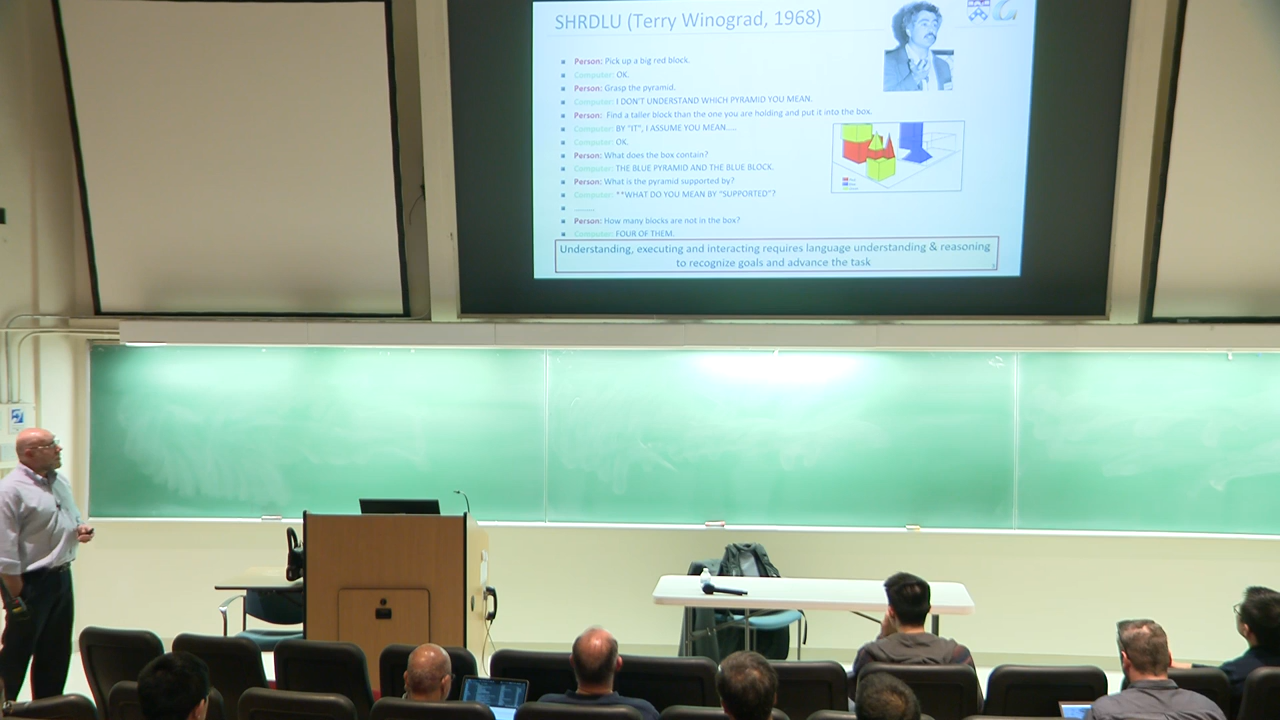 SHRDLU (Terry Winograd, 1968)
Person: Pick up a big red block.
Computer: OK.
Person: Grasp the pyramid.
Computer: I DON'T UNDERSTAND WHICH PYRAMID YOU MEAN.
Person: Find a taller block than the one you are holding and put it into the box.
Computer: BY "IT", I ASSUME YOU MEAN.....
Computer: OK.
Person: What does the box contain?
Computer: THE BLUE PYRAMID AND THE BLUE BLOCK.
Person: What is the pyramid supported by?
Computer: **WHAT DO YOU MEAN BY "SUPPORTED"?
Person: How many blocks are not in the box?
Computer: FOUR OF THEM.
Understanding, executing and interacting requires language understanding & reasoning
to recognize goals and advance the task